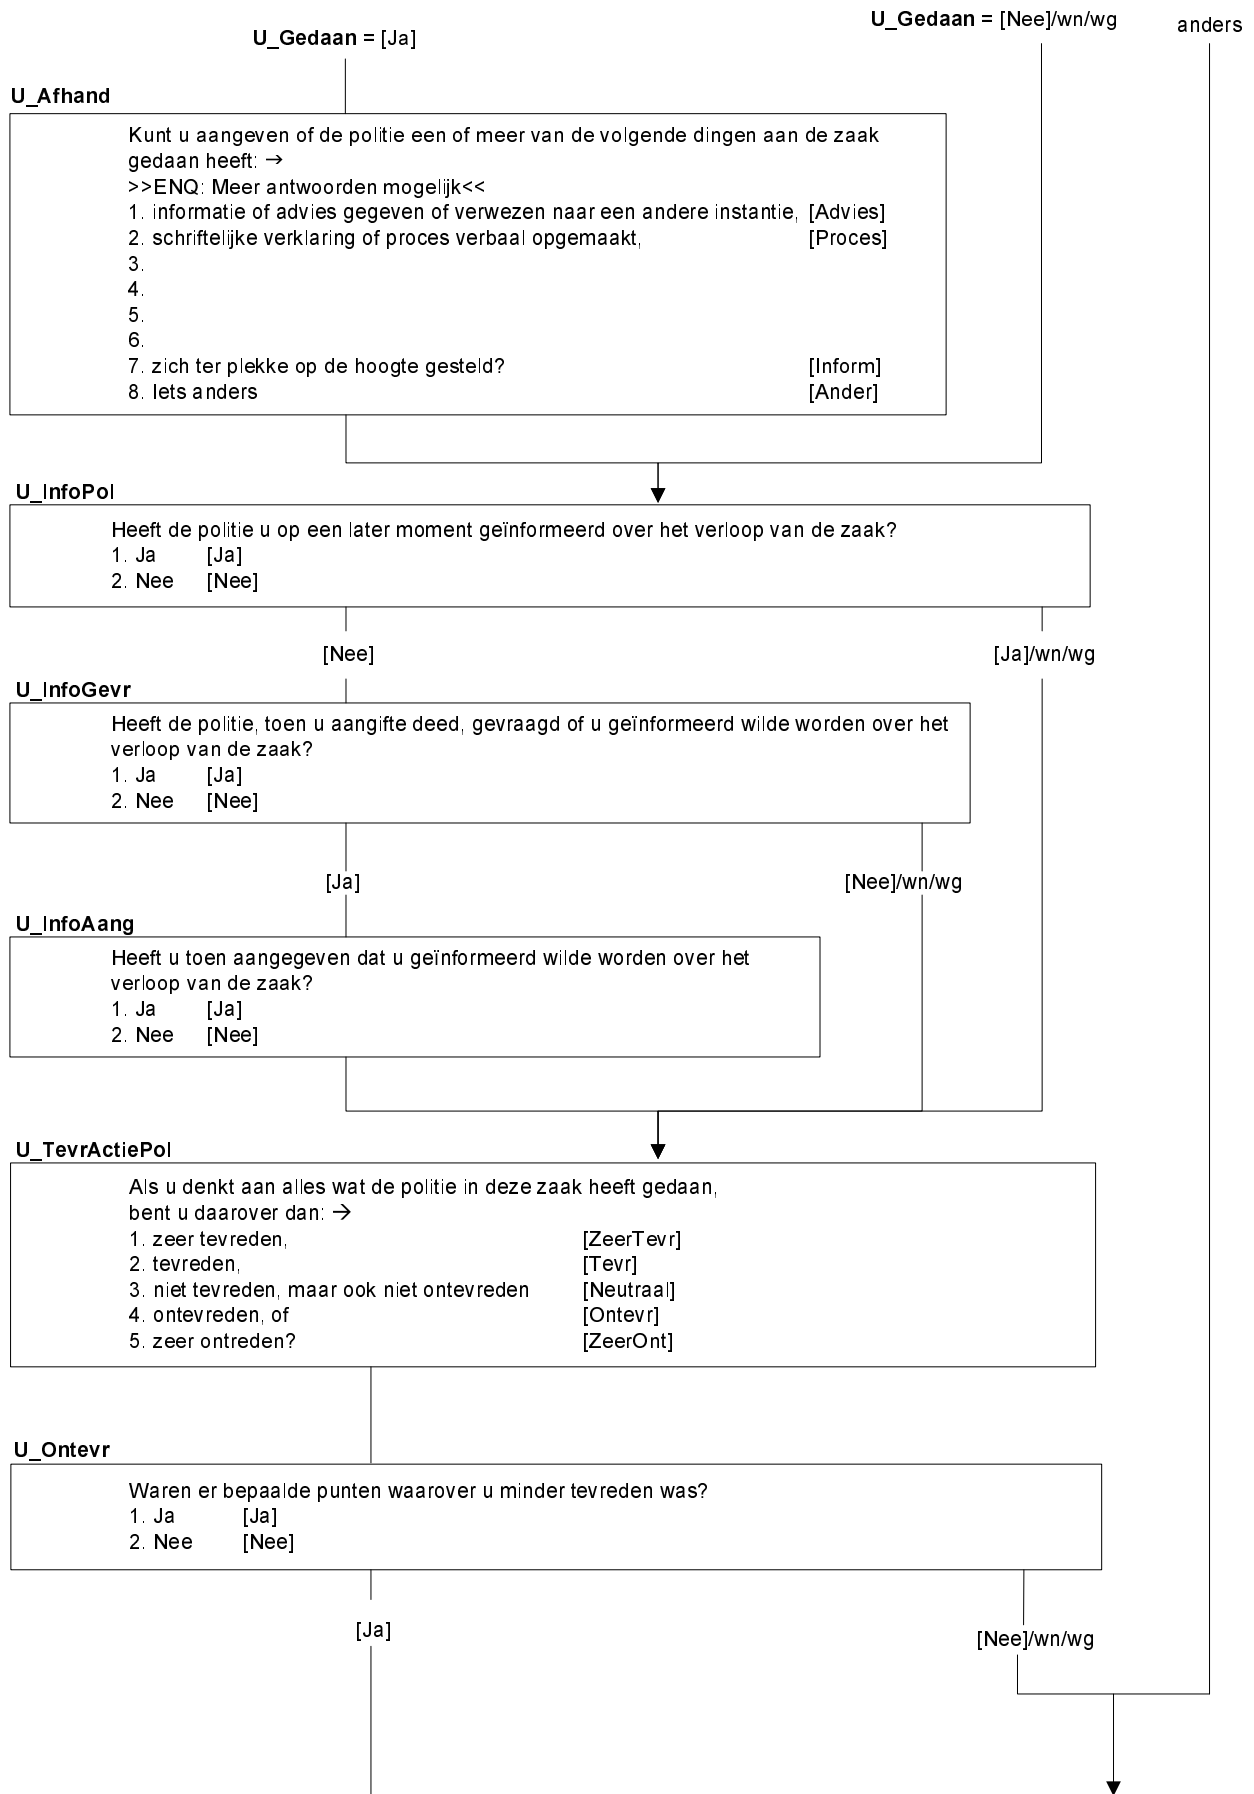 U_Gedaan = [Ja]
U_Gedaan = [Nee]/wn/wg
anders
U_Afhand
Kunt u aangeven of de politie een of meer van de volgende dingen aan de zaak
gedaan heeft: →
>>ENQ: Meer antwoorden mogelijk<<
1. informatie of advies gegeven of verwezen naar een andere instantie, [Advies]
2. schriftelijke verklaring of proces verbaal opgemaakt, [Proces]
3.
4.
5.
6.
7. zich ter plekke op de hoogte gesteld? [Inform]
8. Iets anders [Ander]
U_InfoPol
Heeft de politie u op een later moment geïnformeerd over het verloop van de zaak?
1. Ja [Ja]
2. Nee [Nee]
[Nee]
[Ja]/wn/wg
U_InfoGevr
Heeft de politie, toen u aangifte deed, gevraagd of u geïnformeerd wilde worden over het
verloop van de zaak?
1. Ja [Ja]
2. Nee [Nee]
[Ja]
[Nee]/wn/wg
U_InfoAang
Heeft u toen aangegeven dat u geïnformeerd wilde worden over het
verloop van de zaak?
1. Ja [Ja]
2. Nee [Nee]
U_TevrActiePol
Als u denkt aan alles wat de politie in deze zaak heeft gedaan,
bent u daarover dan: →
1. zeer tevreden, [ZeerTevr]
2. tevreden, [Tevr]
3. niet tevreden, maar ook niet ontevreden [Neutraal]
4. ontevreden, of [Ontevr]
5. zeer ontreden? [ZeerOnt]
U_Ontevr
Waren er bepaalde punten waarover u minder tevreden was?
1. Ja [Ja]
2. Nee [Nee]
[Ja]
[Nee]/wn/wg